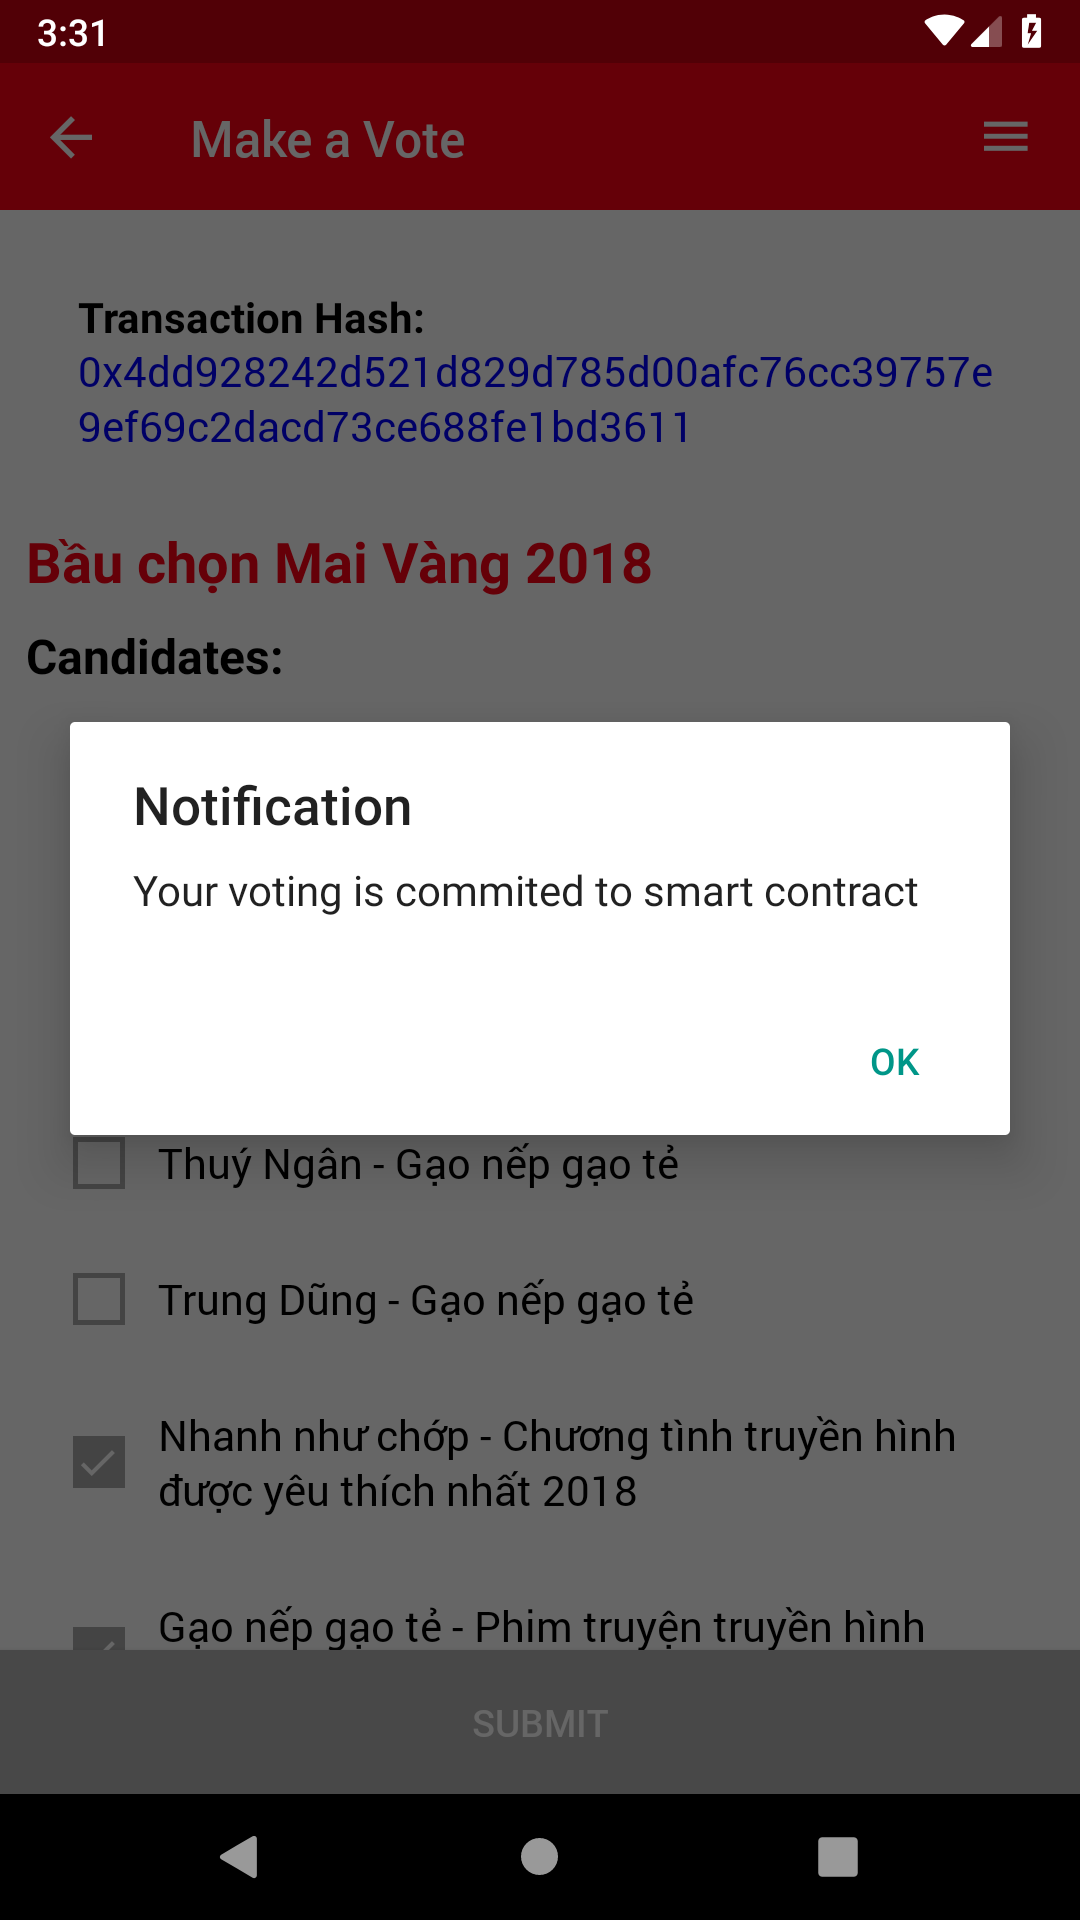 3:31
Make a Vote
Transaction Hash:
0x4dd928242d521d829d785d00afc76cc39757e
9ef69c2dacd73ce688fe1bd3611
Bầu chọn Mai Vàng 2018
Candidates:
Notification
Your voting is commited to smart contract
OK
Thuý Ngân - Gạo nếp gạo tẻ
Trung Dũng - Gạo nếp gạo tẻ
Nhanh như chớp - Chương tình truyền hình
được yêu thích nhất 2018
Gạo nếp gạo tẻ - Phim truyện truyền hình
SUBMIT